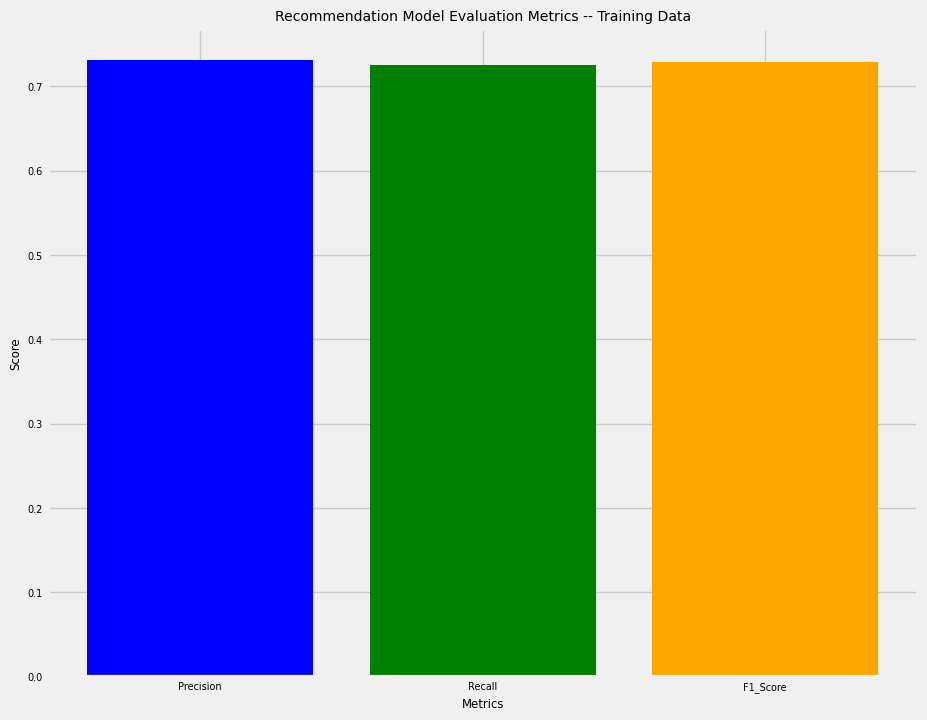 Recommendation Model Evaluation Metrics -- Training Data
Score
0.7
0.6
0.5
0.4
0.3
0.2
0.1
0.0
Precision
Recall
F1_Score
Metrics